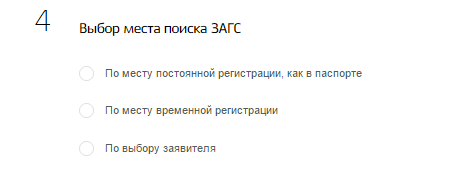 4
Выбор места поиска ЗАГС
По месту постоянной регистрации, как в паспорте
По месту временной регистрации
По выбору заявителя